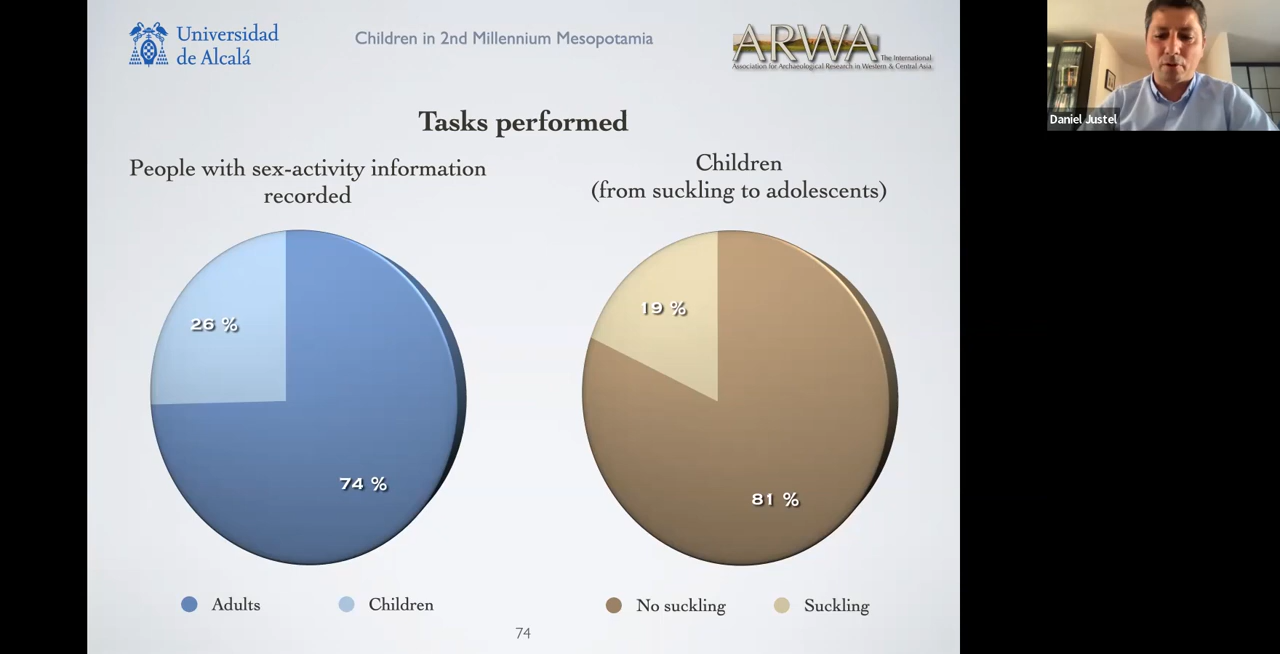 Universidad
de Alcalá
Children in 2nd Millennium Mesopotamia
ARWA
The International
Association for Archaeological Research in Western & Central Asia
Daniel Justel
Tasks performed
People with sex-activity information
recorded
Children
(from suckling to adolescents)
26 %
74 %
19 %
81 %
Adults
Children
No suckling
Suckling
74